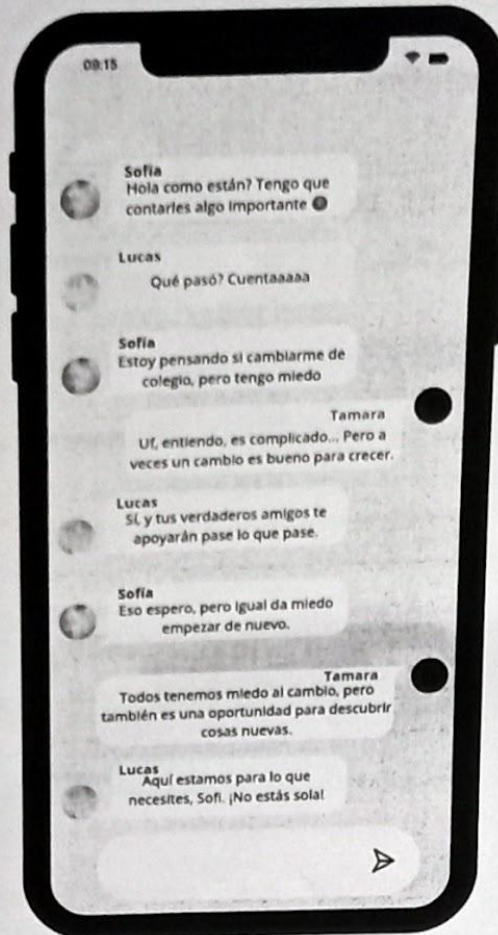 09:15
Sofía
Hola como están? Tengo que
contarles algo importante
Lucas
Qué pasó? Cuentaaaaa
Sofía
Estoy pensando si cambiarme de
colegio, pero tengo miedo
Tamara
Uf, entiendo, es complicado... Pero a
veces un cambio es bueno para crecer.
Lucas
Sí, y tus verdaderos amigos te
apoyarán pase lo que pase.
Sofía
Eso espero, pero igual da miedo
empezar de nuevo.
Tamara
Todos tenemos miedo al cambio, pero
también es una oportunidad para descubrir
cosas nuevas.
Lucas
Aquí estamos para lo que
necesites, Sofi. ¡No estás sola!